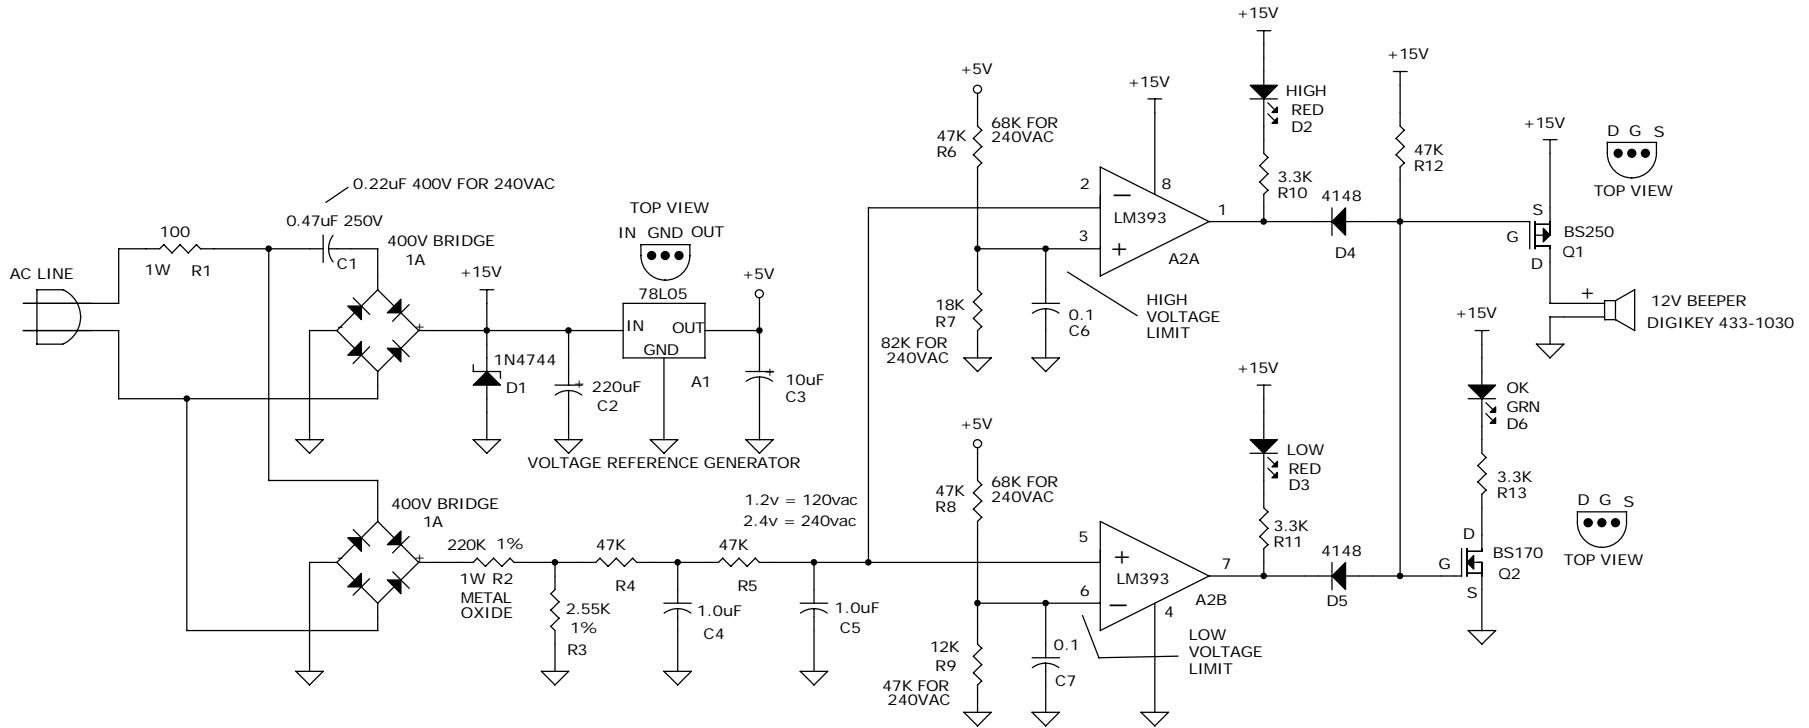 0.22uF 400V FOR 240VAC
0.47uF 250V
C1
100
1W
R1
AC LINE
400V BRIDGE
1A
-
+
+15V
1N4744
D1
+
220uF
C2
TOP VIEW
IN GND OUT
78L05
IN
OUT
GND
A1
+5V
+
10uF
C3
VOLTAGE REFERENCE GENERATOR
400V BRIDGE
1A
-
+
220K 1%
1W R2
METAL
OXIDE
2.55K
1%
R3
47K
R4
1.0uF
C4
1.2v = 120vac
2.4v = 240vac
47K
R5
1.0uF
C5
+5V
47K
R6
68K FOR
240VAC
18K
R7
82K FOR
240VAC
0.1
C6
+15V
2
3
8
1
LM393
A2A
HIGH
VOLTAGE
LIMIT
+15V
HIGH
RED
D2
3.3K
R10
4148
D4
+15V
47K
R12
+15V
S
G
D
BS250
Q1
D G S
TOP VIEW
+
12V BEEPER
DIGIKEY 433-1030
+5V
47K
R8
68K FOR
240VAC
12K
R9
47K FOR
240VAC
0.1
C7
5
6
4
7
+
−
LM393
A2B
LOW
VOLTAGE
LIMIT
+15V
LOW
RED
D3
3.3K
R11
4148
D5
+15V
OK
GRN
D6
3.3K
R13
D
G
S
BS170
Q2
D G S
TOP VIEW